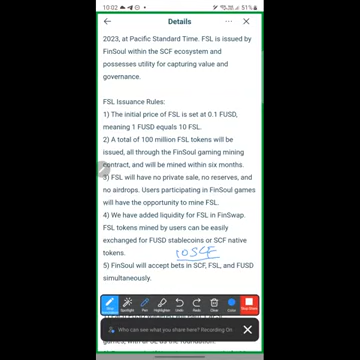 10:02
51%
Details
2023, at Pacific Standard Time. FSL is issued by
FinSoul within the SCF ecosystem and
possesses utility for capturing value and
governance.
FSL Issuance Rules:
1) The initial price of FSL is set at 0.1 FUSD,
meaning 1 FUSD equals 10 FSL.
2) A total of 100 million FSL tokens will be
issued, all through the FinSoul gaming mining
contract, and will be mined within six months.
3) FSL will have no private sale, no reserves, and
no airdrops. Users participating in FinSoul games
will have the opportunity to mine FSL.
4) We have added liquidity for FSL in FinSwap.
FSL tokens mined by users can be easily
exchanged for FUSD stablecoins or SCF native
tokens.
10SCF
5) FinSoul will accept bets in SCF, FSL, and FUSD
simultaneously.
Pen
Highlighter
Undo
Redo
Clear
Color
Who can see what you share here? Recording On